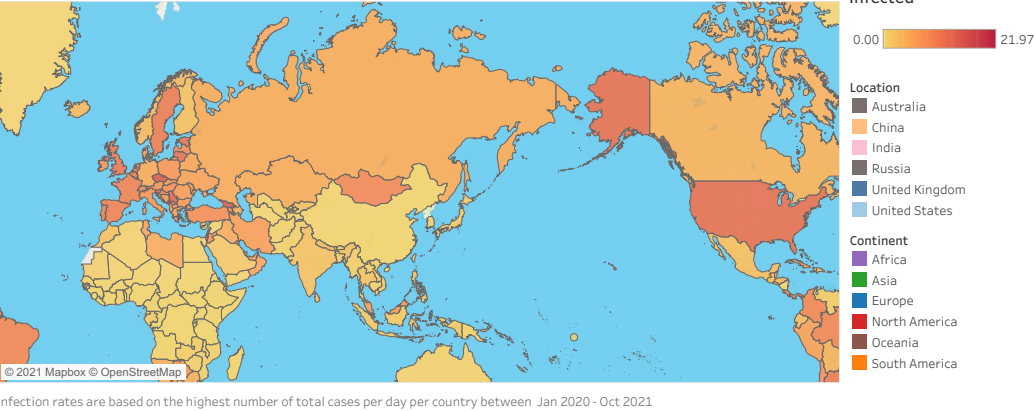 Infected
0.00
21.97
Location
Australia
China
India
Russia
United Kingdom
United States
Continent
Africa
Asia
Europe
North America
Oceania
South America
© 2021 Mapbox © OpenStreetMap
nfection rates are based on the highest number of total cases per day per country between Jan 2020 - Oct 2021